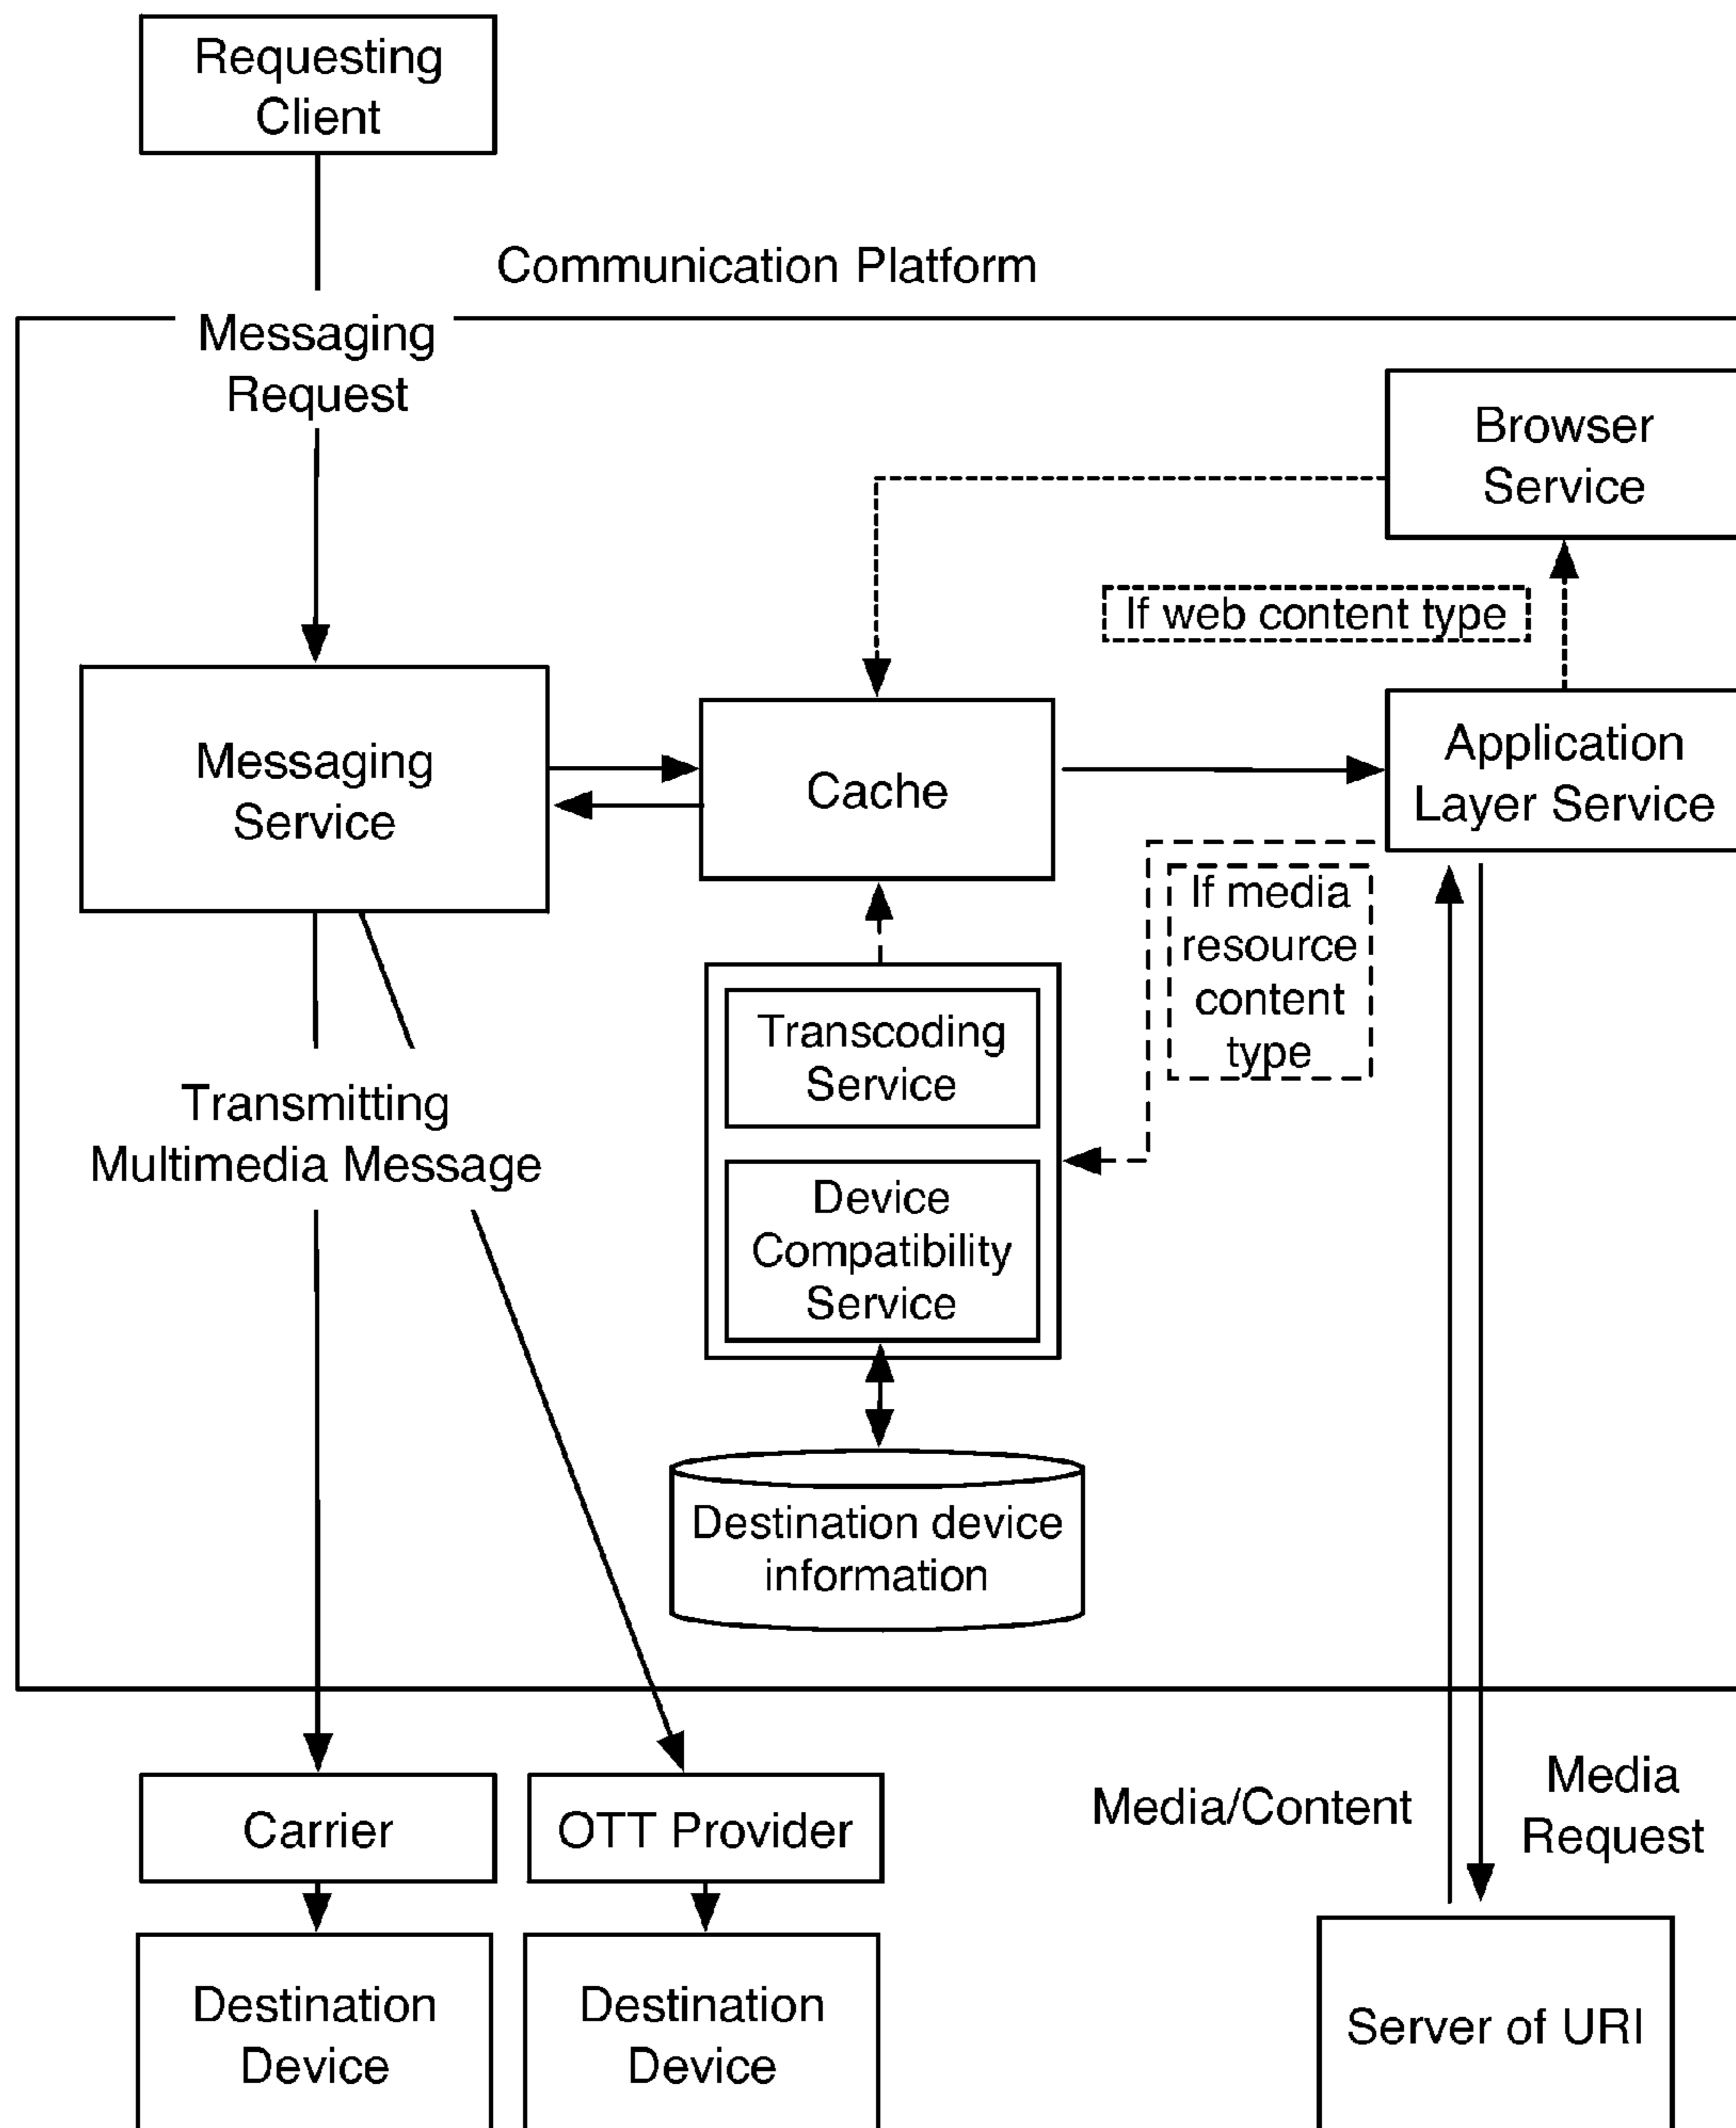 Requesting
Client
Communication Platform
Messaging
Request
Browser
Service
If web content type
Messaging
Service
Cache
Application
Layer Service
If media
resource
content
type
Transcoding
Service
Transmitting
Multimedia Message
Device
Compatibility
Service
Destination device
information
Carrier
OTT Provider
Media/Content
Media
Request
Destination
Device
Destination
Device
Server of URI